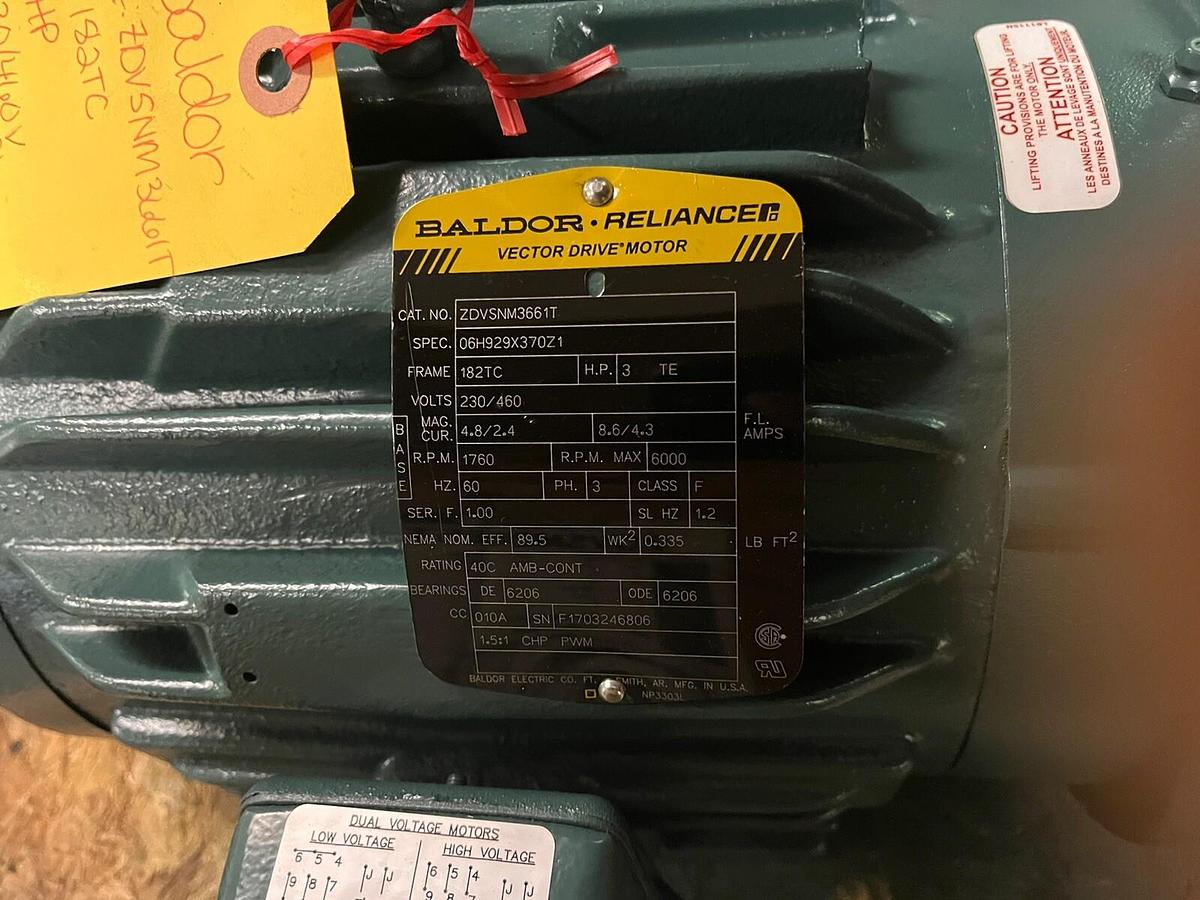 Baldor
ZDVSNM3661T
182TC
HP
CAUTION
LIFTING PROVISIONS ARE FOR LIFTING
THE MOTOR ONLY.
ATTENTION
LES ANNEAUX DE LEVAGE SONT UNIQUEMENT
DESTINES A LA MANUTENTION DU MOTEUR.
BALDOR • RELIANCE
VECTOR DRIVE® MOTOR
CAT. NO. ZDVSNM3661T
SPEC. 06H929X370Z1
FRAME 182TC H.P. 3 TE
VOLTS 230/460
MAG. CUR. 4.8/2.4 8.6/4.3 F.L. AMPS
BASE R.P.M. 1760 R.P.M. MAX 6000
HZ. 60 PH. 3 CLASS F
SER. F. 1.00 SL HZ 1.2
NEMA NOM. EFF. 89.5 WK2 0.335 LB FT2
RATING 40C AMB-CONT
BEARINGS DE 6206 ODE 6206
CC 010A SN F1703246806
1.5:1 CHP PWM
BALDOR ELECTRIC CO. FT. SMITH, AR. MFG. IN U.S.A.
NP3303L
DUAL VOLTAGE MOTORS
LOW VOLTAGE HIGH VOLTAGE
6 5 4 6 5 4
9 8 7 J J 9 8 7 J J